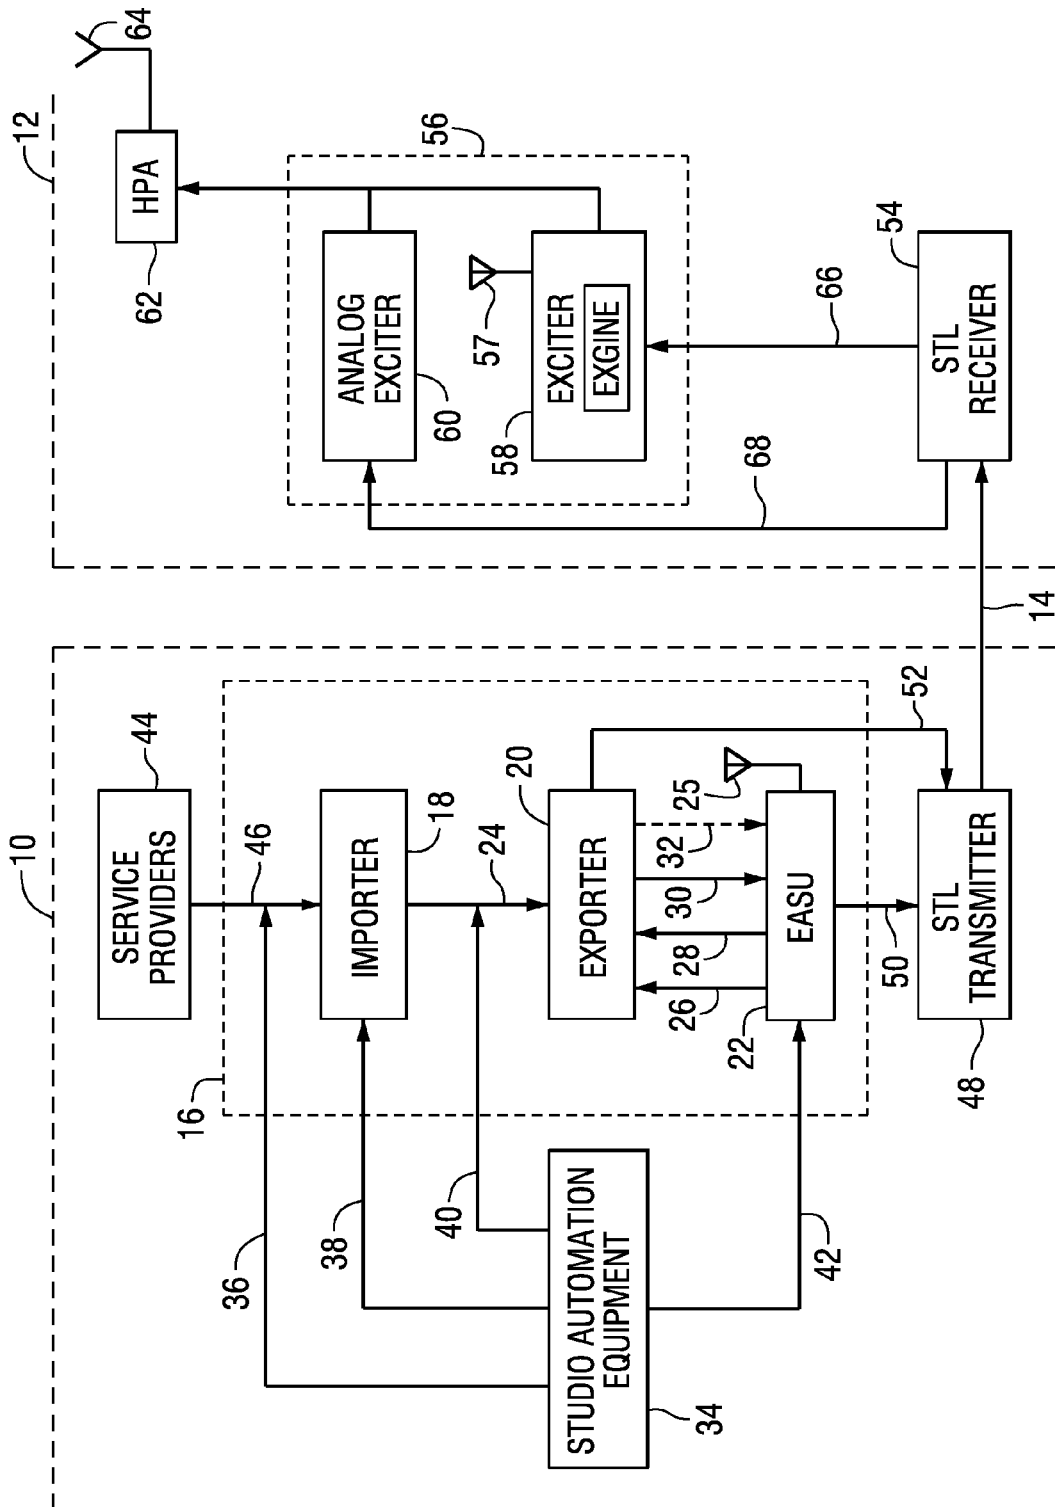 10
SERVICE
PROVIDERS
44
46
36
16
IMPORTER
18
38
24
40
EXPORTER
20
26
28
30
32
25
52
STUDIO AUTOMATION
EQUIPMENT
34
42
22
EASU
50
STL
TRANSMITTER
48
14
12
64
HPA
62
56
ANALOG
EXCITER
60
57
58
EXCITER
EXGINE
66
68
STL
RECEIVER
54